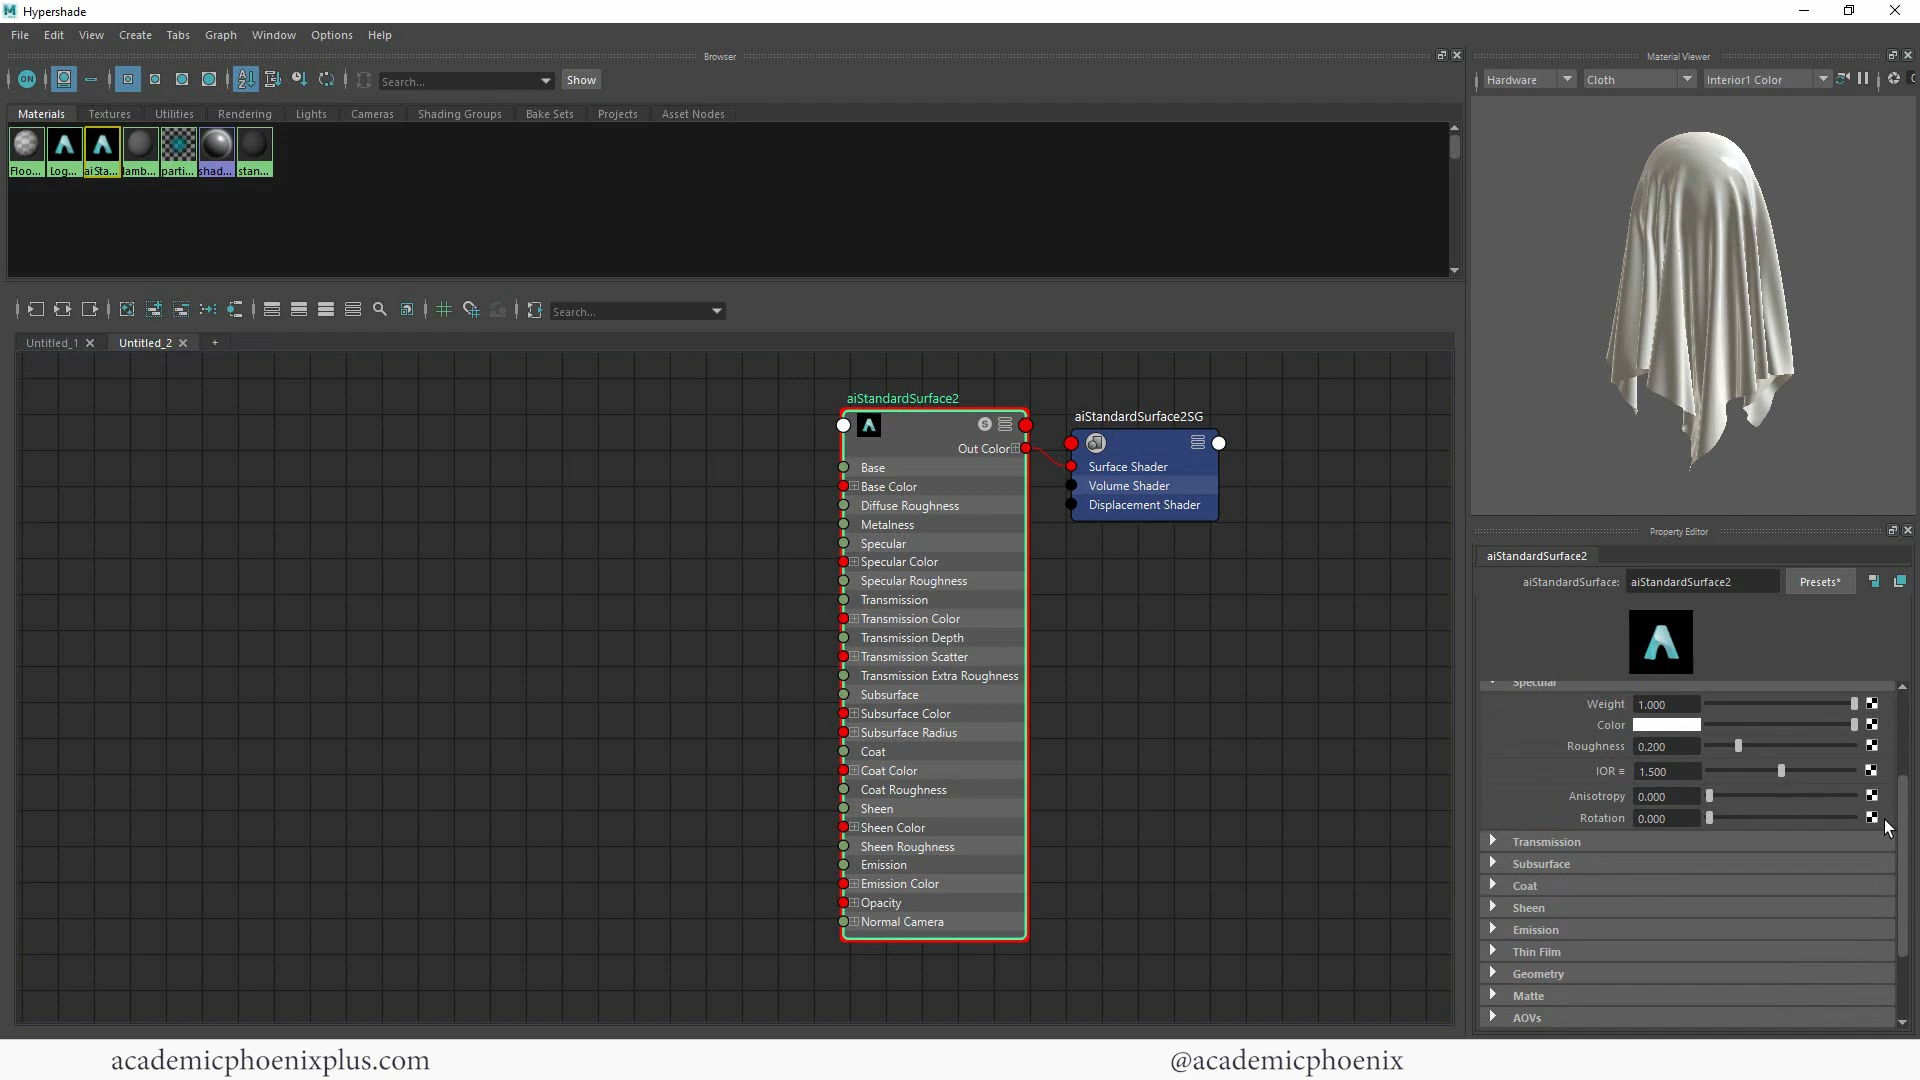 Hypershade
File Edit View Create Tabs Graph Window Options Help
Browser
ON Search... Show
Materials Textures Utilities Rendering Lights Cameras Shading Groups Bake Sets Projects Asset Nodes
Floo... Log... aiSta... lamb... parti... shad... stan...
Search...
Untitled_1 Untitled_2 +
aiStandardSurface2
Out Color
Base
Base Color
Diffuse Roughness
Metalness
Specular
Specular Color
Specular Roughness
Transmission
Transmission Color
Transmission Depth
Transmission Scatter
Transmission Extra Roughness
Subsurface
Subsurface Color
Subsurface Radius
Coat
Coat Color
Coat Roughness
Sheen
Sheen Color
Sheen Roughness
Emission
Emission Color
Opacity
Normal Camera
aiStandardSurface2SG
Surface Shader
Volume Shader
Displacement Shader
Material Viewer
Hardware Cloth Interior1 Color
Property Editor
aiStandardSurface2
aiStandardSurface: aiStandardSurface2 Presets*
Specular
Weight 1.000
Color
Roughness 0.200
IOR 1.500
Anisotropy 0.000
Rotation 0.000
Transmission
Subsurface
Coat
Sheen
Emission
Thin Film
Geometry
Matte
AOVs
academicphoenixplus.com @academicphoenix